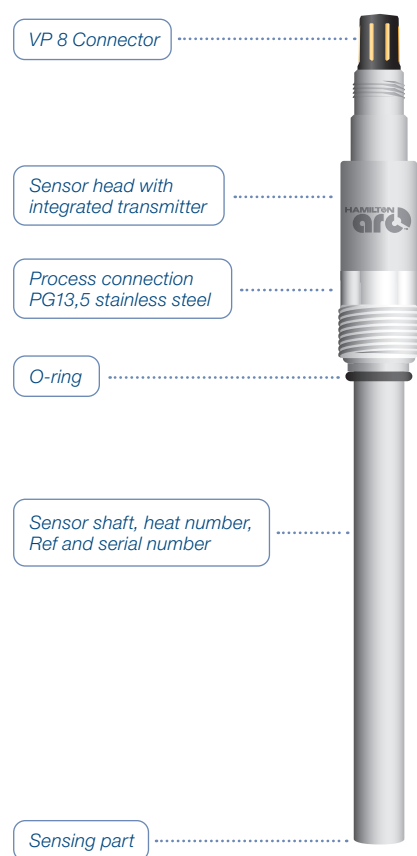 VP 8 Connector
Sensor head with
integrated transmitter
HAMILTON
arc
Process connection
PG13,5 stainless steel
O-ring
Sensor shaft, heat number,
Ref and serial number
Sensing part